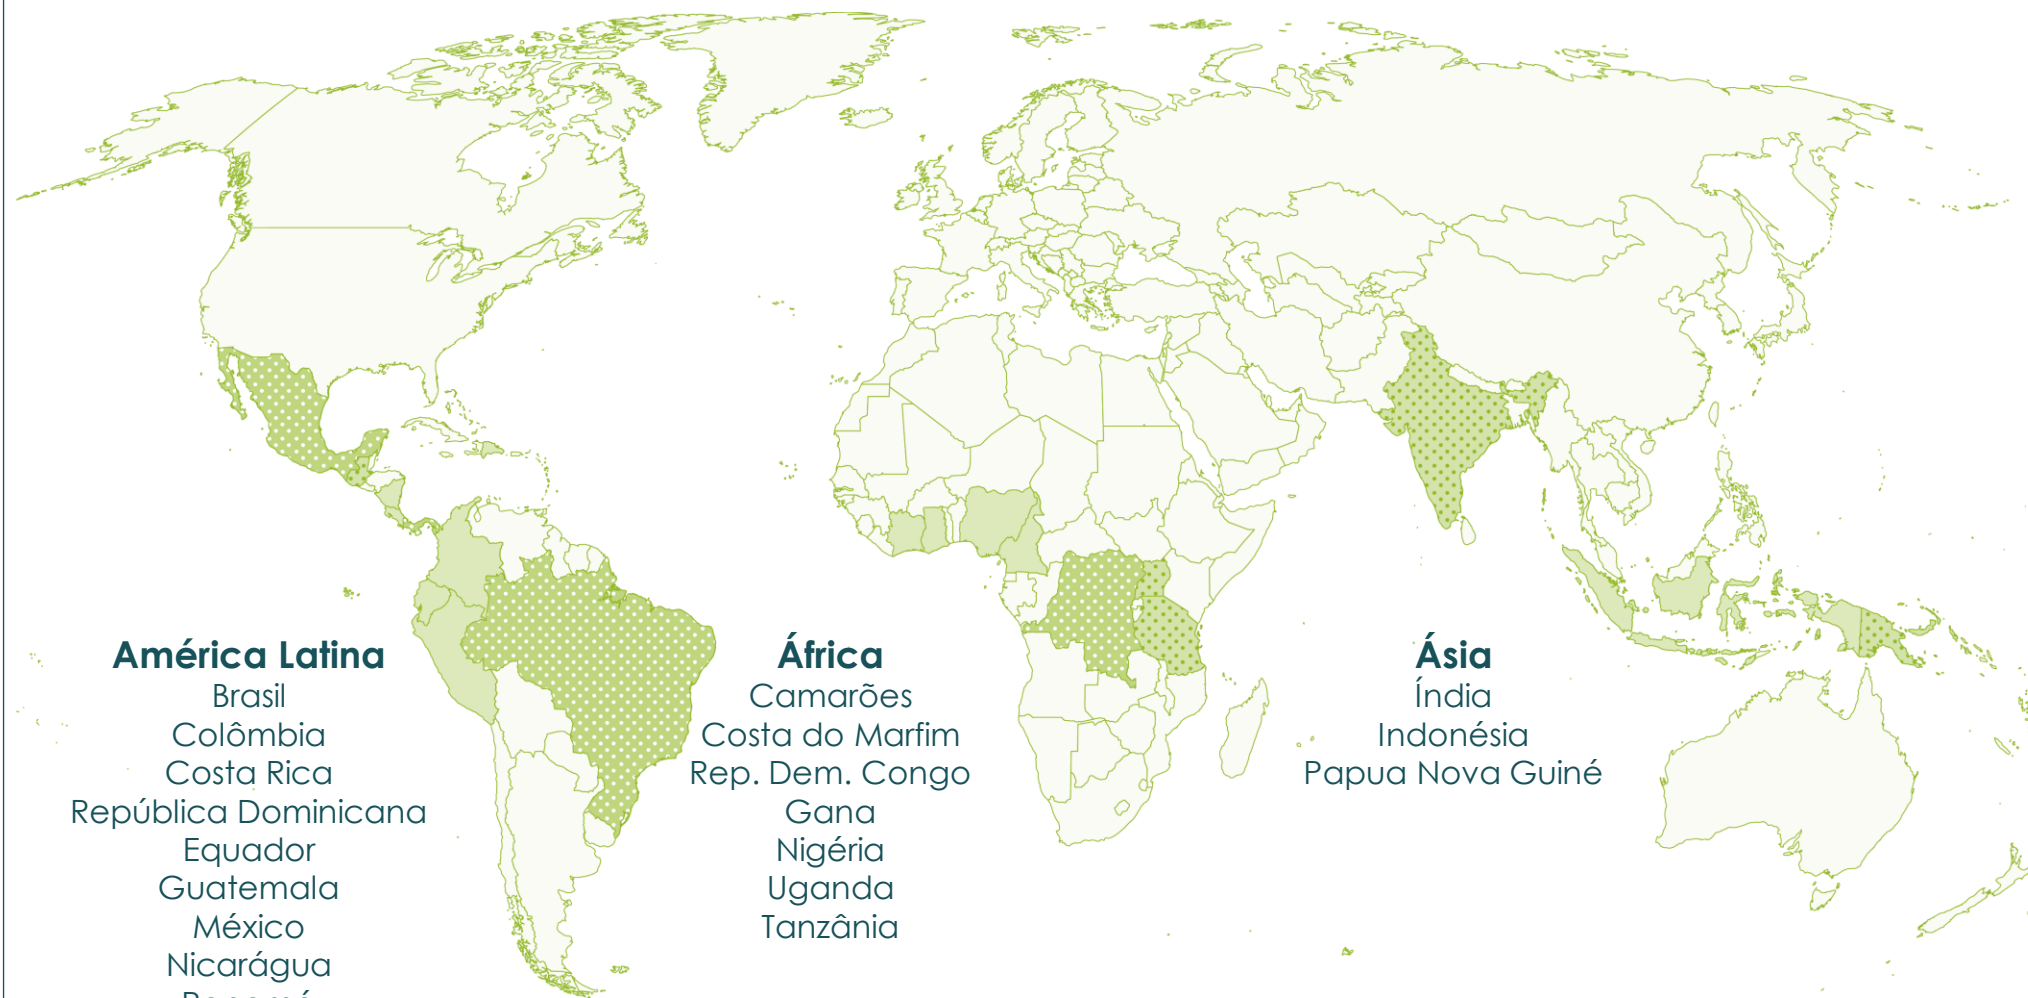 América Latina
Brasil
Colômbia
Costa Rica
República Dominicana
Equador
Guatemala
México
Nicarágua
África
Camarões
Costa do Marfim
Rep. Dem. Congo
Gana
Nigéria
Uganda
Tanzânia
Ásia
Índia
Indonésia
Papua Nova Guiné